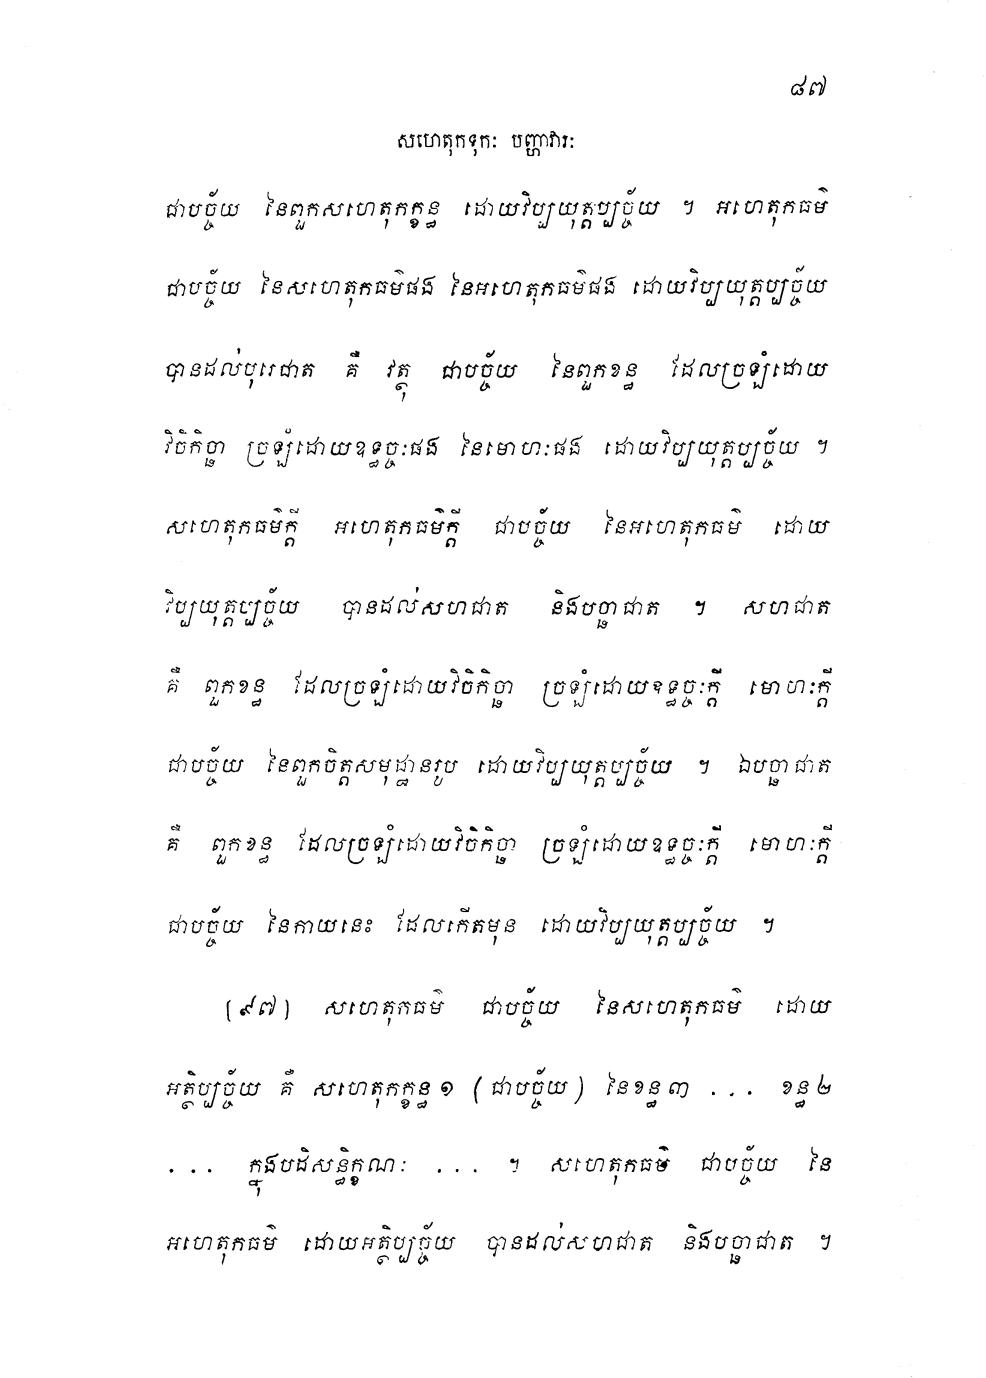 ៨៧
សហេតុកទុកៈ បញ្ហាវារៈ
ជាបច្ច័យ នៃពួកសហេតុកក្ខន្ធ ដោយវិប្បយុត្តប្បច្ច័យ ។ អហេតុកធម៌
ជាបច្ច័យ នៃសហេតុកធម៌ផង នៃអហេតុកធម៌ផង ដោយវិប្បយុត្តប្បច្ច័យ
បានដល់បុរេជាត គឺ វត្ថុ ជាបច្ច័យ នៃពួកខន្ធ ដែលច្រឡំដោយ
វិចិកិច្ឆា ច្រឡំដោយឧទ្ធច្ចៈផង នៃមោហៈផង ដោយវិប្បយុត្តប្បច្ច័យ ។
សហេតុកធម៌ក្តី អហេតុកធម៌ក្តី ជាបច្ច័យ នៃអហេតុកធម៌ ដោយ
វិប្បយុត្តប្បច្ច័យ បានដល់សហជាត និងបច្ឆាជាត ។ សហជាត
គឺ ពួកខន្ធ ដែលច្រឡំដោយវិចិកិច្ឆា ច្រឡំដោយឧទ្ធច្ចៈក្តី មោហៈក្តី
ជាបច្ច័យ នៃពួកចិត្តសមុដ្ឋានរូប ដោយវិប្បយុត្តប្បច្ច័យ ។ ឯបច្ឆាជាត
គឺ ពួកខន្ធ ដែលច្រឡំដោយវិចិកិច្ឆា ច្រឡំដោយឧទ្ធច្ចៈក្តី មោហៈក្តី
ជាបច្ច័យ នៃកាយនេះ ដែលកើតមុន ដោយវិប្បយុត្តប្បច្ច័យ ។
(៩៧) សហេតុកធម៌ ជាបច្ច័យ នៃសហេតុកធម៌ ដោយ
អត្ថិប្បច្ច័យ គឺ សហេតុកក្ខន្ធ ១ (ជាបច្ច័យ) នៃខន្ធ ៣ ... ខន្ធ ២
... ក្នុងបដិសន្ធិក្ខណៈ ... ។ សហេតុកធម៌ ជាបច្ច័យ នៃ
អហេតុកធម៌ ដោយអត្ថិប្បច្ច័យ បានដល់សហជាត និងបច្ឆាជាត ។